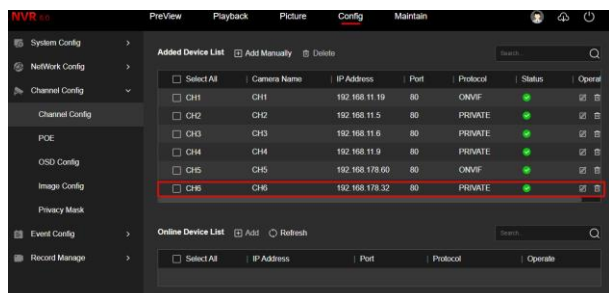 NVR 5.0 PreView Playback Picture Config Maintain
System Config
NetWork Config
Channel Config
Channel Config
POE
OSD Config
Image Config
Privacy Mask
Event Config
Record Manage
Added Device List Add Manually Delete Search...
Select All Camera Name IP Address Port Protocol Status Operat
CH1 CH1 192.168.11.19 80 ONVIF
CH2 CH2 192.168.11.5 80 PRIVATE
CH3 CH3 192.168.11.6 80 PRIVATE
CH4 CH4 192.168.11.9 80 PRIVATE
CH5 CH5 192.168.178.60 80 ONVIF
CH6 CH6 192.168.178.32 80 PRIVATE
Online Device List Add Refresh Search...
Select All IP Address Port Protocol Operate